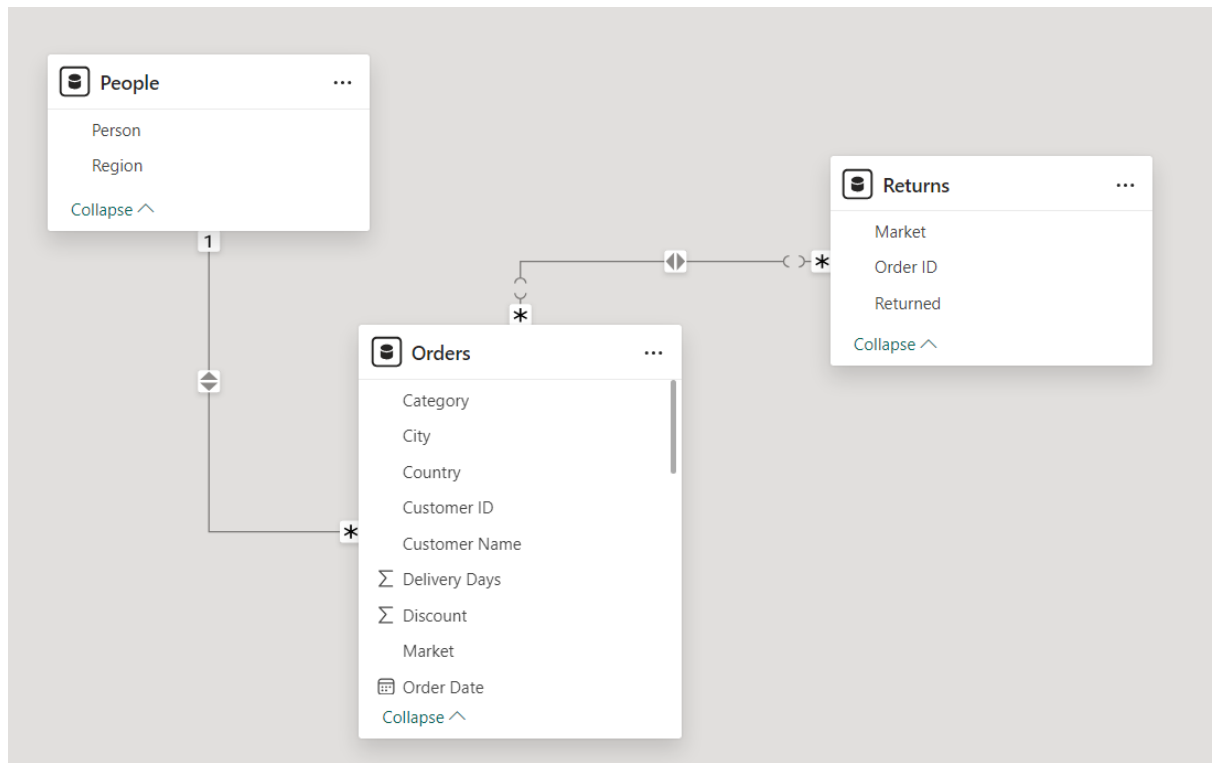 People
Person
Region
Collapse
1
*
Returns
Market
Order ID
Returned
Collapse
*
*
Orders
Category
City
Country
Customer ID
Customer Name
Σ Delivery Days
Σ Discount
Market
Order Date
Collapse